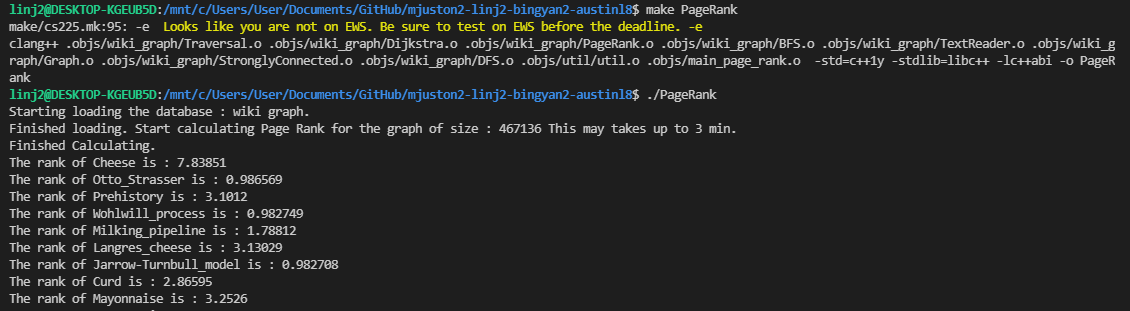 linj2@DESKTOP-KGEUB5D:/mnt/c/Users/User/Documents/GitHub/mjuston2-linj2-bingyan2-austinl8$ make PageRank
make/cs225.mk:95: -e  Looks like you are not on EWS. Be sure to test on EWS before the deadline. -e
clang++ .objs/wiki_graph/Traversal.o .objs/wiki_graph/Dijkstra.o .objs/wiki_graph/PageRank.o .objs/wiki_graph/BFS.o .objs/wiki_graph/TextReader.o .objs/wiki_g
raph/Graph.o .objs/wiki_graph/StronglyConnected.o .objs/wiki_graph/DFS.o .objs/util/util.o .objs/main_page_rank.o  -std=c++1y -stdlib=libc++ -lc++abi -o PageR
ank
linj2@DESKTOP-KGEUB5D:/mnt/c/Users/User/Documents/GitHub/mjuston2-linj2-bingyan2-austinl8$ ./PageRank
Starting loading the database : wiki graph.
Finished loading. Start calculating Page Rank for the graph of size : 467136 This may takes up to 3 min.
Finished Calculating.
The rank of Cheese is : 7.83851
The rank of Otto_Strasser is : 0.986569
The rank of Prehistory is : 3.1012
The rank of Wohlwill_process is : 0.982749
The rank of Milking_pipeline is : 1.78812
The rank of Langres_cheese is : 3.13029
The rank of Jarrow-Turnbull_model is : 0.982708
The rank of Curd is : 2.86595
The rank of Mayonnaise is : 3.2526